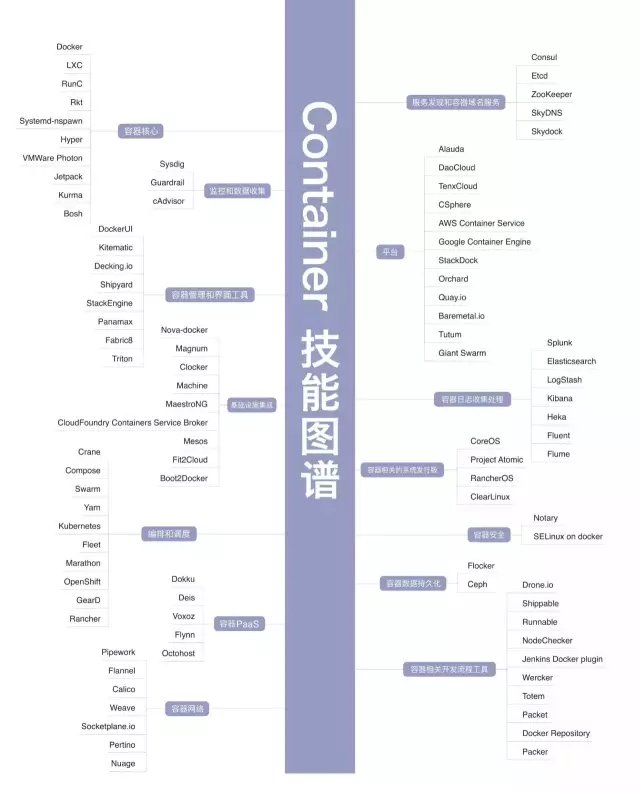 Container 技能图谱
Docker
LXC
RunC
Rkt
Systemd-nspawn
Hyper
VMWare Photon
Jetpack
Kurma
Bosh
容器核心
Sysdig
Guardrail
cAdvisor
监控和数据收集
DockerUI
Kitematic
Decking.io
Shipyard
StackEngine
Panamax
Fabric8
Triton
容器管理和界面工具
Nova-docker
Magnum
Clocker
Machine
MaestroNG
CloudFoundry Containers Service Broker
Mesos
Fit2Cloud
Boot2Docker
基础设施集成
Crane
Compose
Swarm
Yarn
Kubernetes
Fleet
Marathon
OpenShift
GearD
Rancher
编排和调度
Dokku
Deis
Voxoz
Flynn
Octohost
容器PaaS
Pipework
Flannel
Calico
Weave
Socketplane.io
Pertino
Nuage
容器网络
服务发现和容器域名服务
Consul
Etcd
ZooKeeper
SkyDNS
Skydock
平台
Alauda
DaoCloud
TenxCloud
CSphere
AWS Container Service
Google Container Engine
StackDock
Orchard
Quay.io
Baremetal.io
Tutum
Giant Swarm
容器日志收集处理
Splunk
Elasticsearch
LogStash
Kibana
Heka
Fluent
Flume
容器相关的系统发行版
CoreOS
Project Atomic
RancherOS
ClearLinux
容器安全
Notary
SELinux on docker
容器数据持久化
Flocker
Ceph
容器相关开发流程工具
Drone.io
Shippable
Runnable
NodeChecker
Jenkins Docker plugin
Wercker
Totem
Packet
Docker Repository
Packer